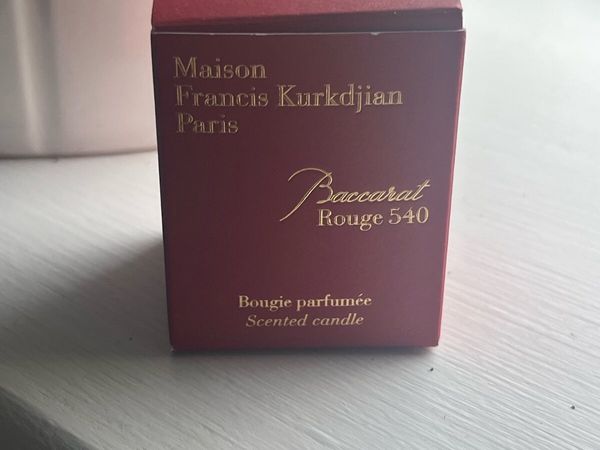 Maison
Francis Kurkdjian
Paris
Baccarat
Rouge 540
Bougie parfumée
Scented candle